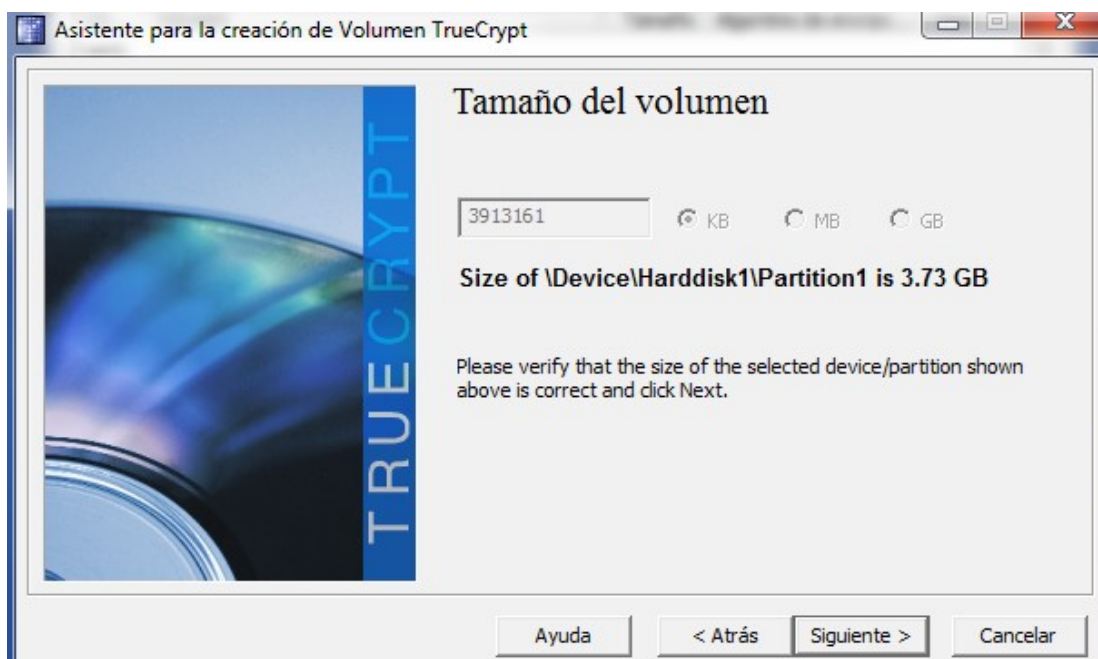 Asistente para la creación de Volumen TrueCrypt
TRUECRYPT
Tamaño del volumen
3913161 KB MB GB
Size of \Device\Harddisk1\Partition1 is 3.73 GB
Please verify that the size of the selected device/partition shown
above is correct and click Next.
Ayuda < Atrás Siguiente > Cancelar